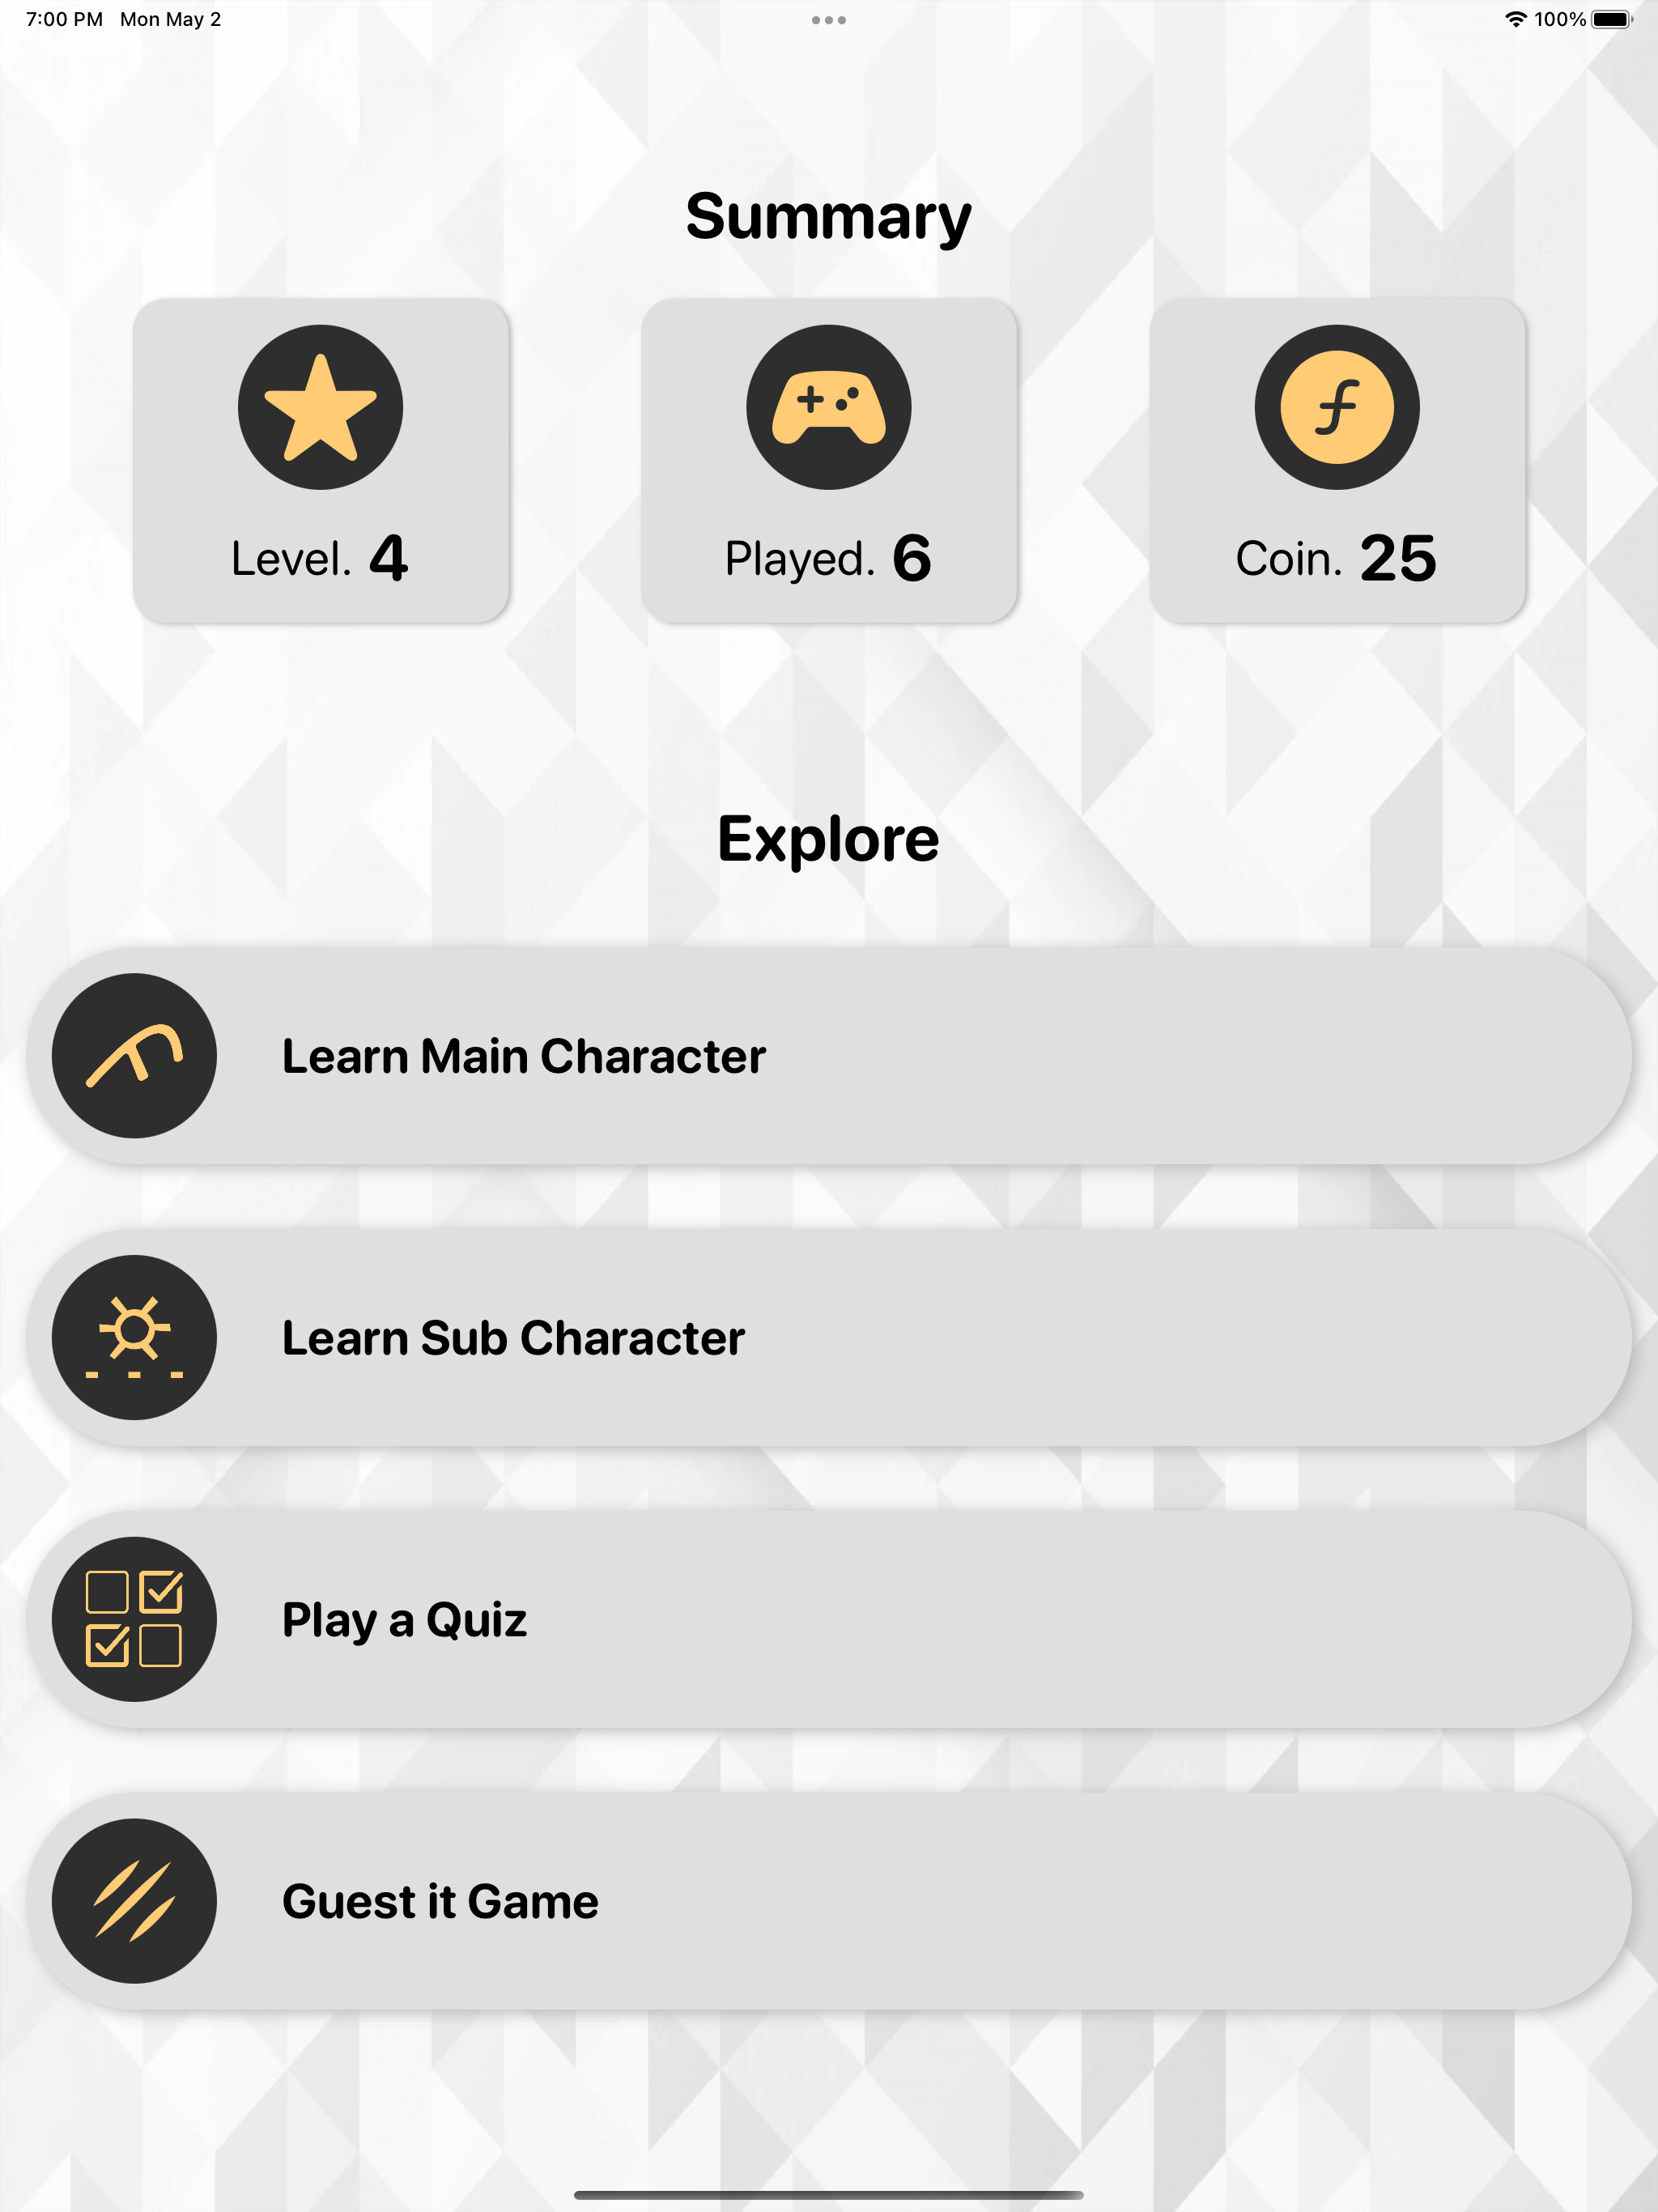 7:00 PM Mon May 2
100%
Summary
Level. 4
Played. 6
Coin. 25
Explore
Learn Main Character
Learn Sub Character
Play a Quiz
Guest it Game